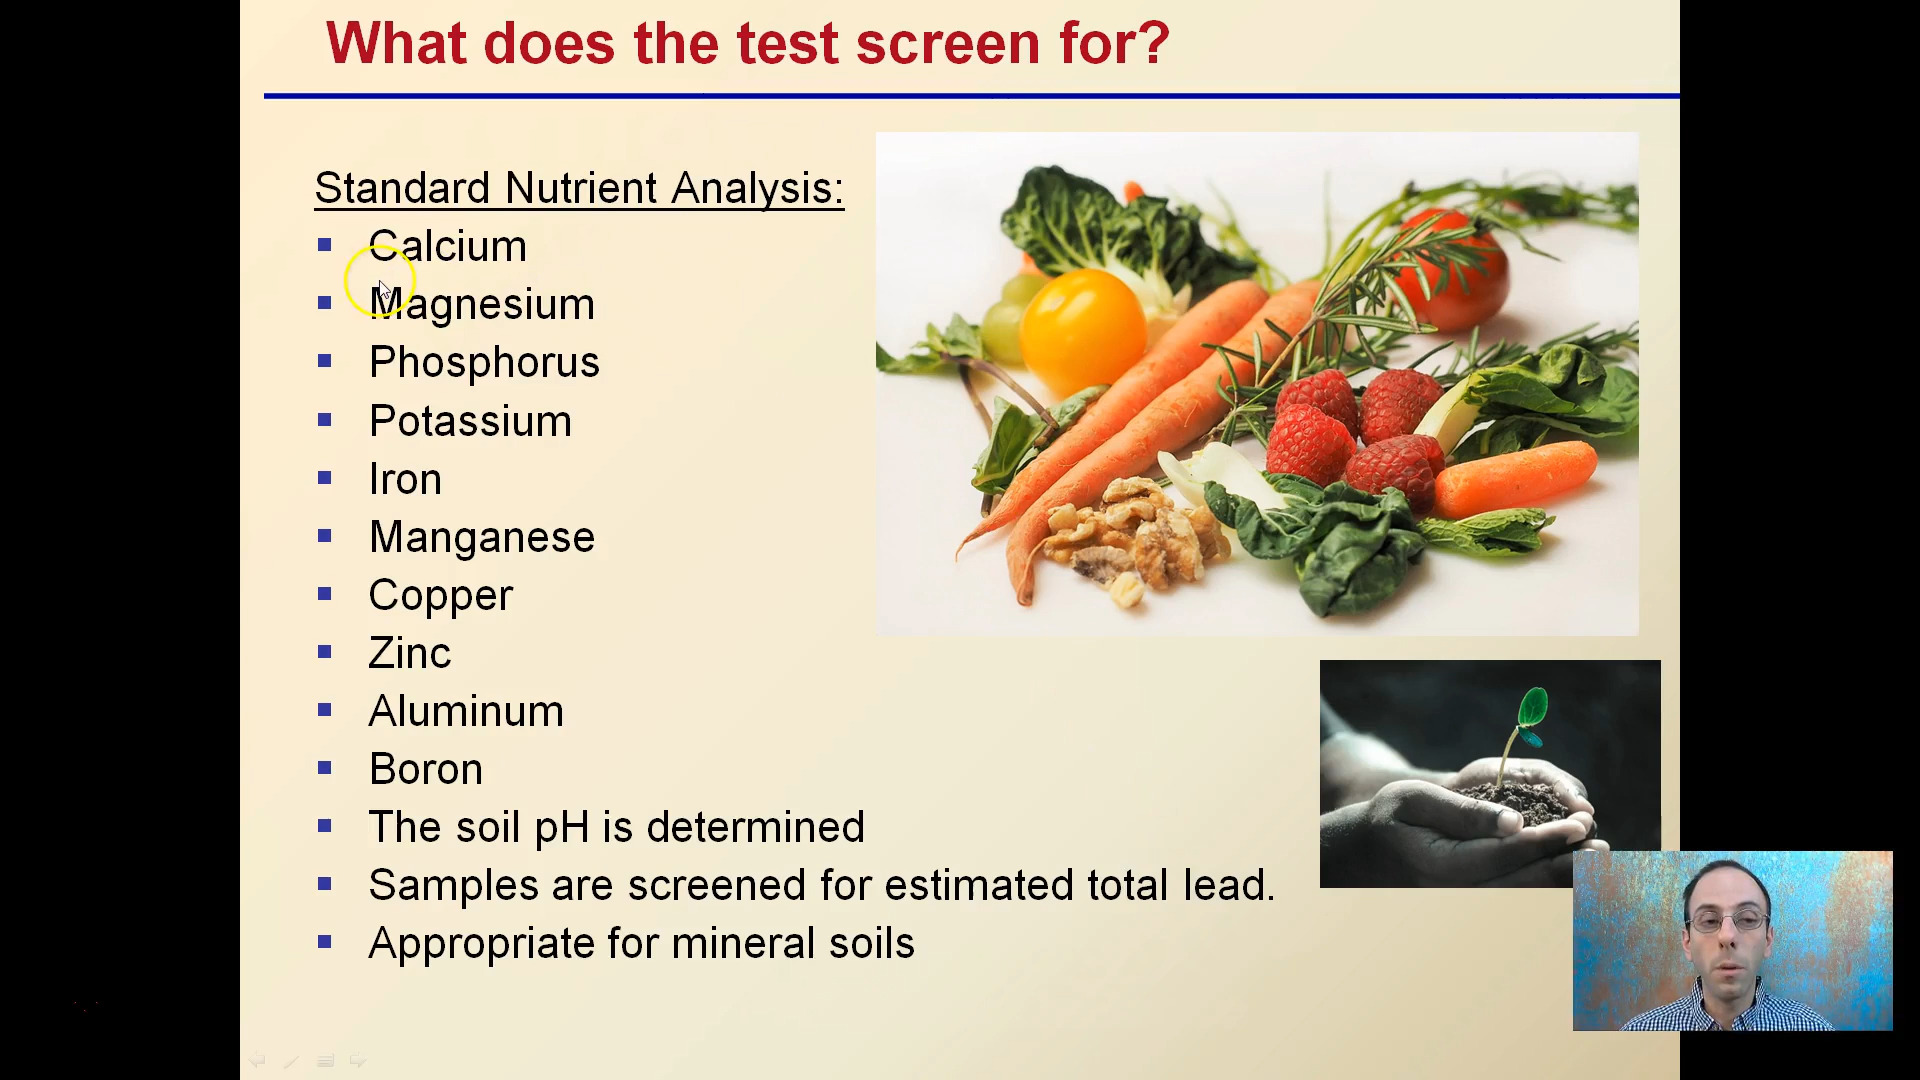 What does the test screen for?
Standard Nutrient Analysis:
Calcium
Magnesium
Phosphorus
Potassium
Iron
Manganese
Copper
Zinc
Aluminum
Boron
The soil pH is determined
Samples are screened for estimated total lead.
Appropriate for mineral soils